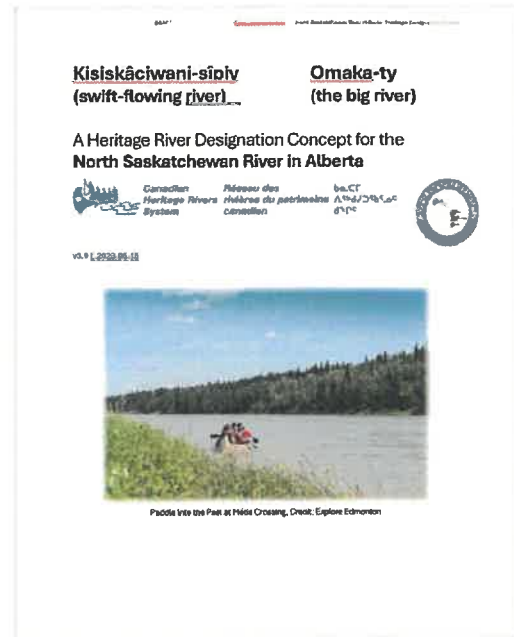 Kisiskâciwani-sîpiy Omaka-ty
(swift-flowing river) (the big river)
A Heritage River Designation Concept for the
North Saskatchewan River in Alberta
Canadian Réseau des
Heritage Rivers rivières du patrimoine
System canadien
Paddle Into the Past at Métis Crossing, Credit: Explore Edmonton